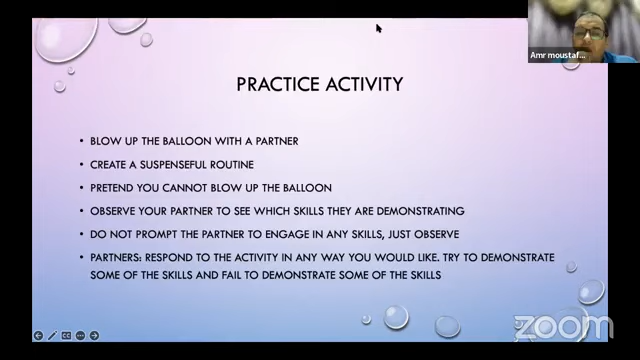 Amr moustaf...
PRACTICE ACTIVITY
• BLOW UP THE BALLOON WITH A PARTNER
• CREATE A SUSPENSEFUL ROUTINE
• PRETEND YOU CANNOT BLOW UP THE BALLOON
• OBSERVE YOUR PARTNER TO SEE WHICH SKILLS THEY ARE DEMONSTRATING
• DO NOT PROMPT THE PARTNER TO ENGAGE IN ANY SKILLS, JUST OBSERVE
• PARTNERS: RESPOND TO THE ACTIVITY IN ANY WAY YOU WOULD LIKE. TRY TO DEMONSTRATE
SOME OF THE SKILLS AND FAIL TO DEMONSTRATE SOME OF THE SKILLS
zoom